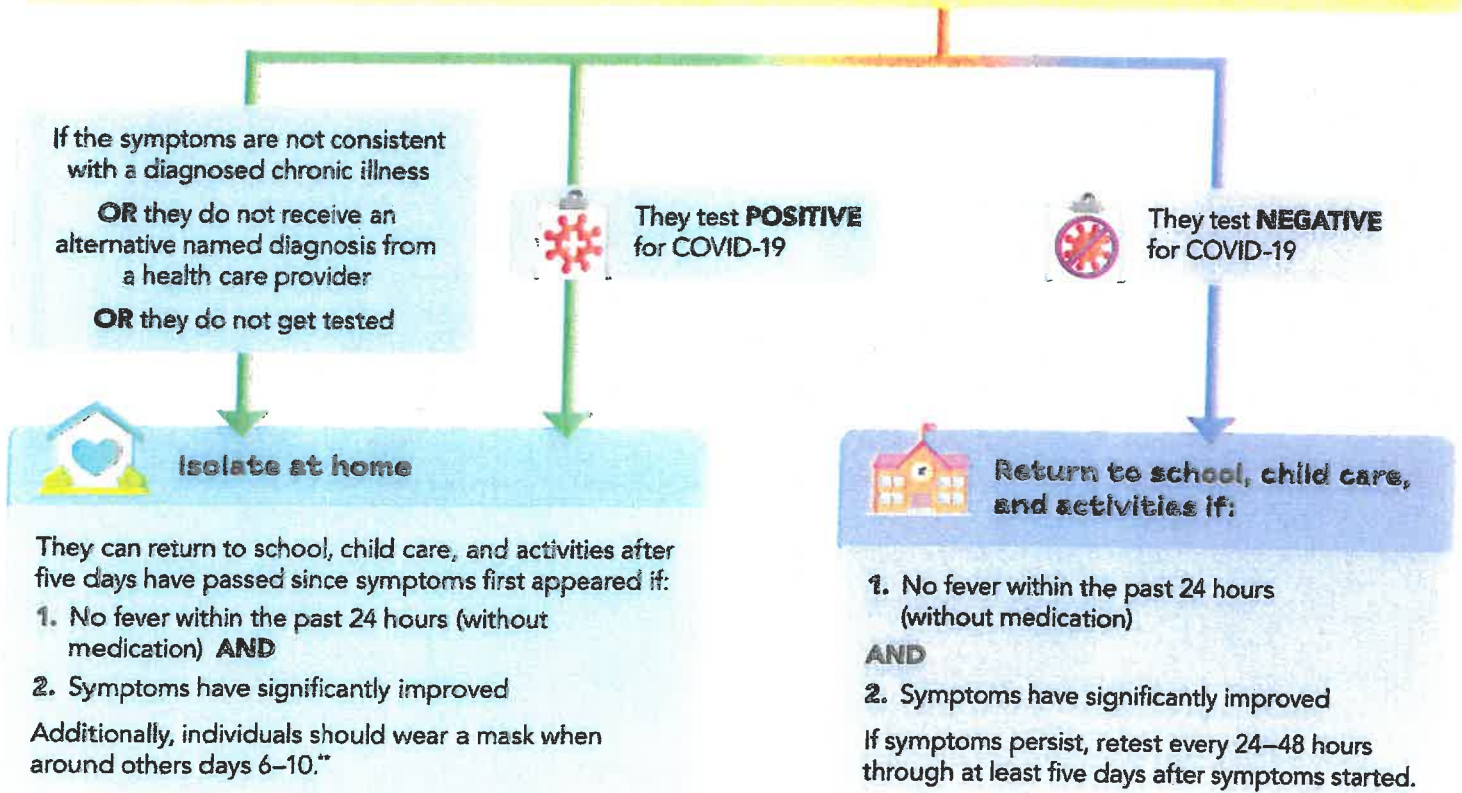 If the symptoms are not consistent
with a diagnosed chronic illness
OR they do not receive an
alternative named diagnosis from
a health care provider
OR they do not get tested
They test POSITIVE
for COVID-19
They test NEGATIVE
for COVID-19
Isolate at home
They can return to school, child care, and activities after
five days have passed since symptoms first appeared if:
1. No fever within the past 24 hours (without
medication) AND
2. Symptoms have significantly improved
Additionally, individuals should wear a mask when
around others days 6–10.**
Return to school, child care,
and activities if:
1. No fever within the past 24 hours
(without medication)
AND
2. Symptoms have significantly improved
If symptoms persist, retest every 24–48 hours
through at least five days after symptoms started.